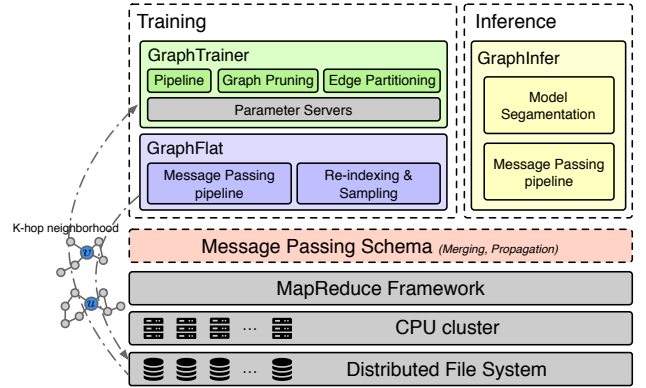 Training
Inference
GraphTrainer
Pipeline
Graph Pruning
Edge Partitioning
Parameter Servers
GraphFlat
Message Passing
pipeline
Re-indexing &
Sampling
GraphInfer
Model
Segamentation
Message Passing
pipeline
K-hop neighborhood
v
u
Message Passing Schema (Merging, Propagation)
MapReduce Framework
... CPU cluster
... Distributed File System